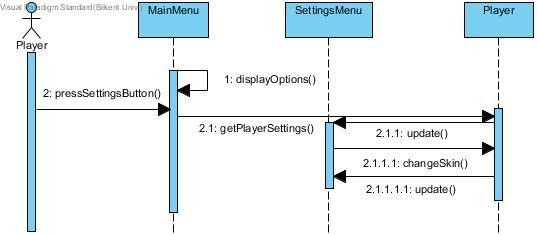 Visual Paradigm Standard(Bilkent Univ.)
Player
MainMenu
SettingsMenu
Player
1: displayOptions()
2: pressSettingsButton()
2.1: getPlayerSettings()
2.1.1: update()
2.1.1.1: changeSkin()
2.1.1.1.1: update()